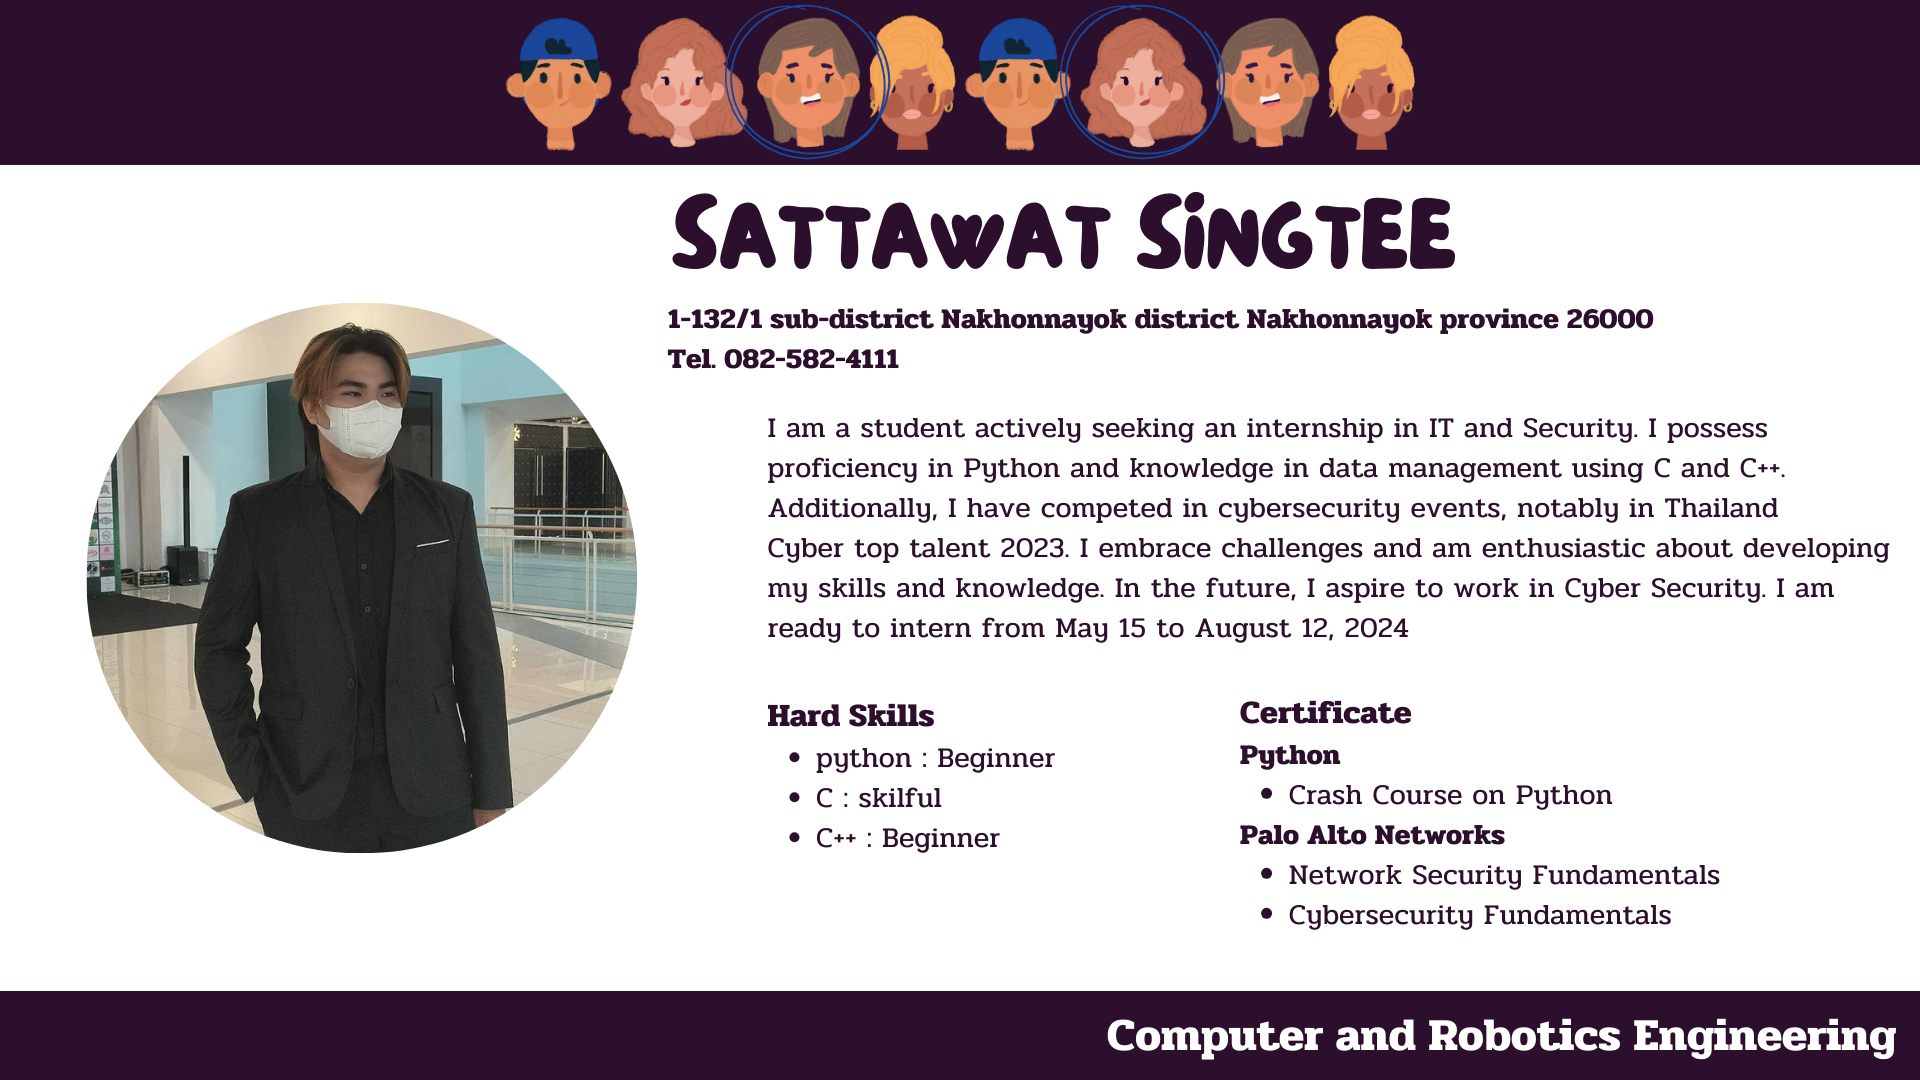 SATTAWAT SiNGTEE
1-132/1 sub-district Nakhonnayok district Nakhonnayok province 26000
Tel. 082-582-4111
I am a student actively seeking an internship in IT and Security. I possess
proficiency in Python and knowledge in data management using C and C++.
Additionally, I have competed in cybersecurity events, notably in Thailand
Cyber top talent 2023. I embrace challenges and am enthusiastic about developing
my skills and knowledge. In the future, I aspire to work in Cyber Security. I am
ready to intern from May 15 to August 12, 2024
Hard Skills
• python : Beginner
• C : skilful
• C++ : Beginner
Certificate
Python
• Crash Course on Python
Palo Alto Networks
• Network Security Fundamentals
• Cybersecurity Fundamentals
Computer and Robotics Engineering